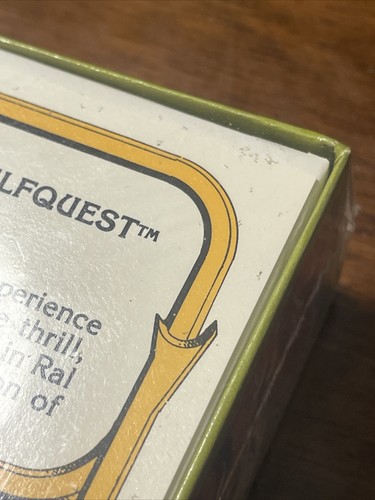 LFQUEST™
perience
thrill,
in Ral
on of